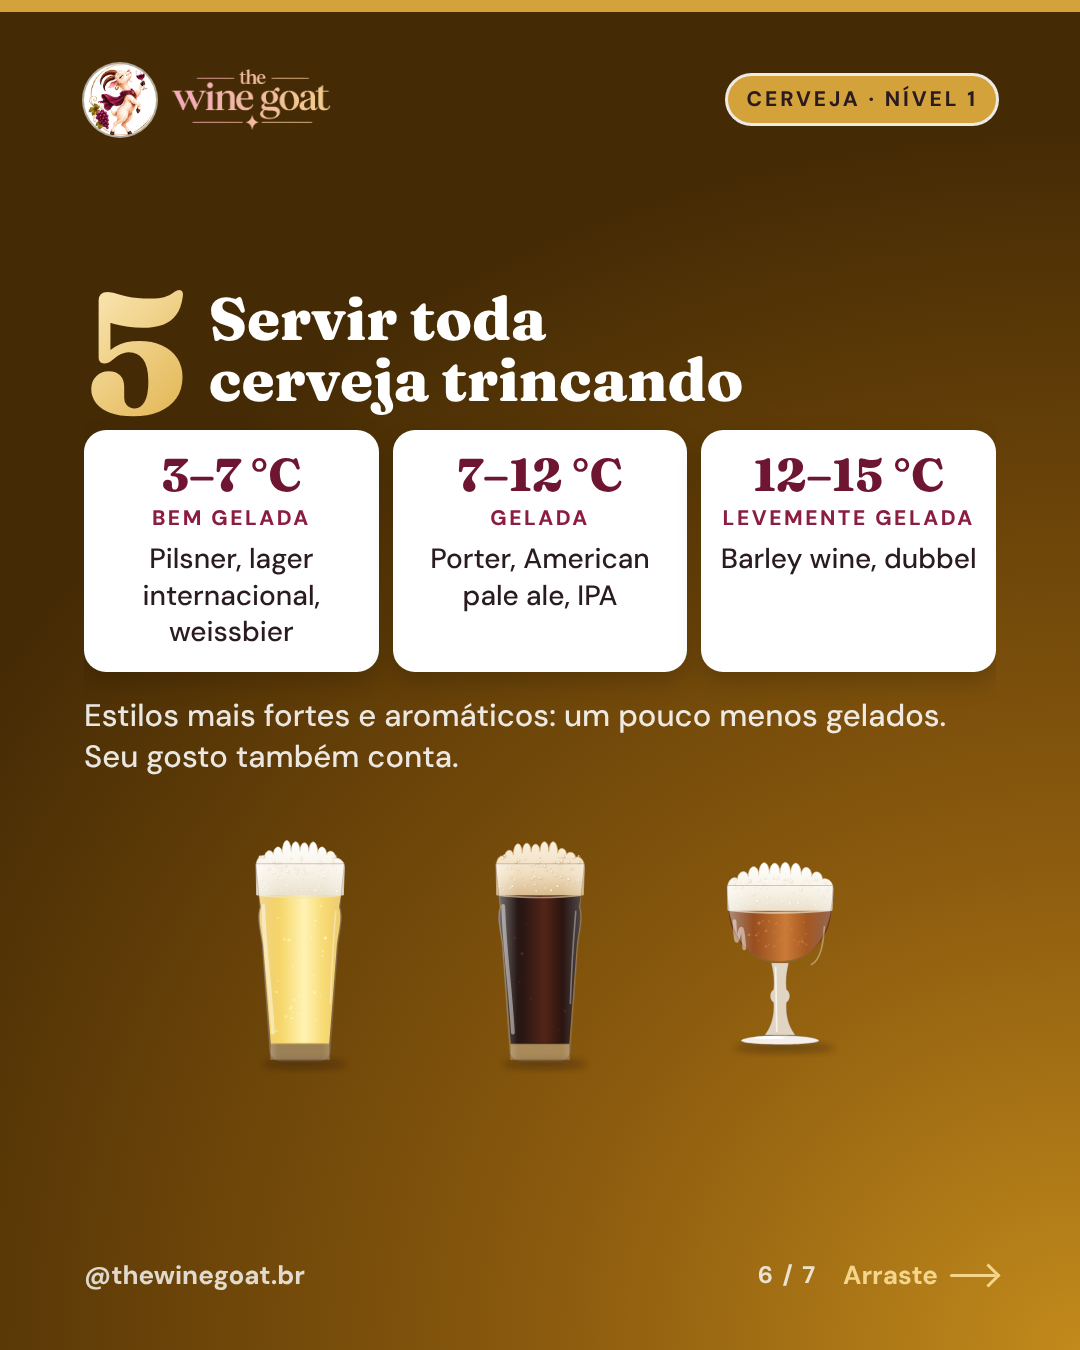 the
wine goat
CERVEJA · NÍVEL 1
5
Servir toda
cerveja trincando
3–7 °C
BEM GELADA
Pilsner, lager
internacional,
weissbier
7–12 °C
GELADA
Porter, American
pale ale, IPA
12–15 °C
LEVEMENTE GELADA
Barley wine, dubbel
Estilos mais fortes e aromáticos: um pouco menos gelados.
Seu gosto também conta.
@thewinegoat.br
6 / 7
Arraste